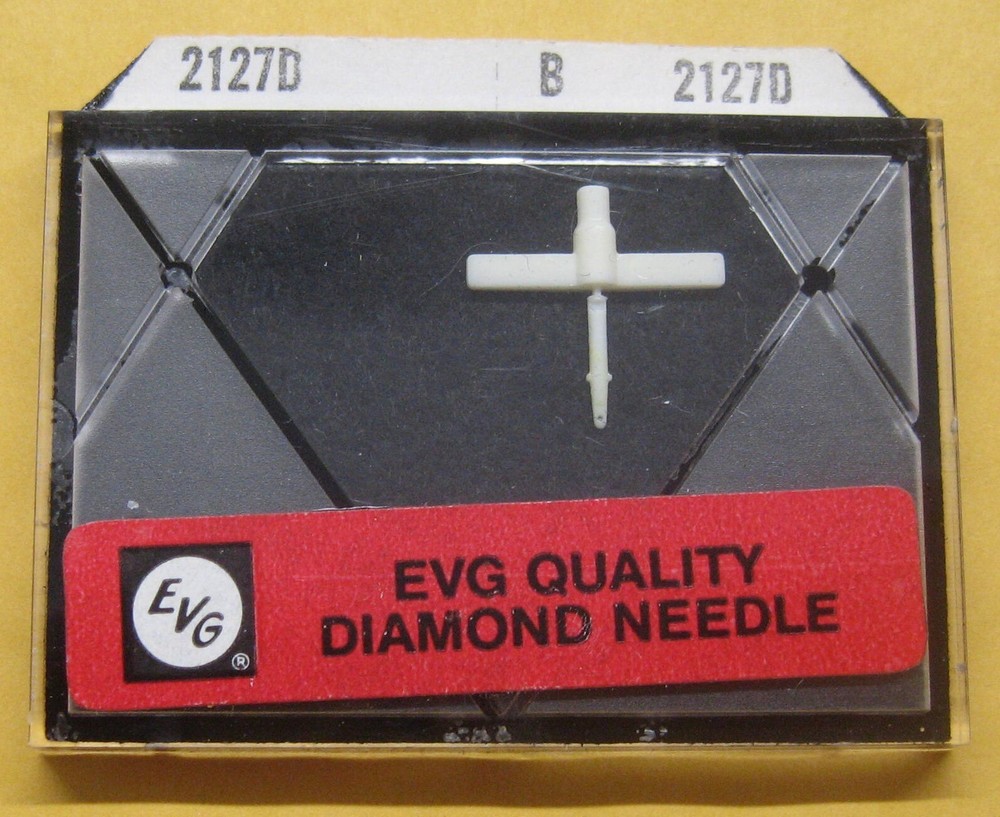 2127D B 2127D
EVG ®
EVG QUALITY
DIAMOND NEEDLE